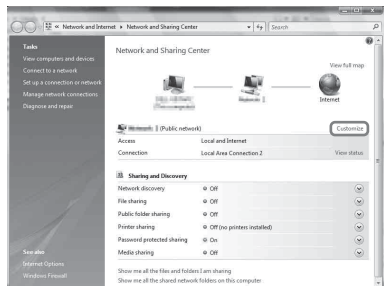 « Network and Internet ▸ Network and Sharing Center
Search
Tasks
View computers and devices
Connect to a network
Set up a connection or network
Manage network connections
Diagnose and repair
See also
Internet Options
Windows Firewall
Network and Sharing Center
View full map
Internet
(Public network)
Customize
Access Local and Internet
Connection Local Area Connection 2 View status
Sharing and Discovery
Network discovery Off
File sharing Off
Public folder sharing Off
Printer sharing Off (no printers installed)
Password protected sharing On
Media sharing Off
Show me all the files and folders I am sharing
Show me all the shared network folders on this computer